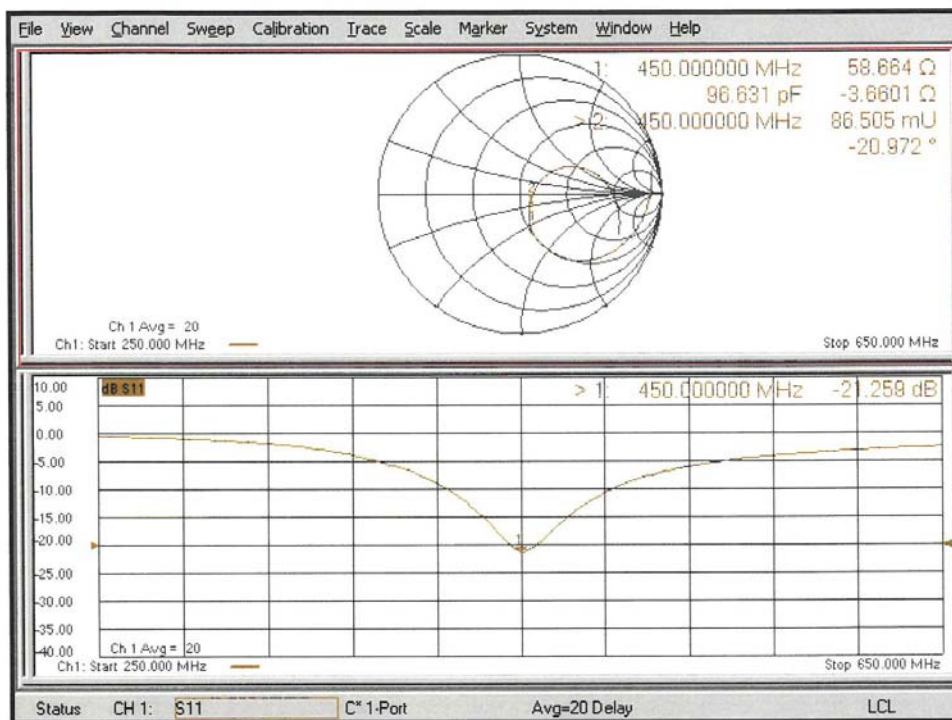 File View Channel Sweep Calibration Trace Scale Marker System Window Help
1: 450.000000 MHz 58.664 Ω
96.631 pF -3.6601 Ω
> 2: 450.000000 MHz 86.505 mU
-20.972 °
Ch 1 Avg = 20
Ch1: Start 250.000 MHz
Stop 650.000 MHz
10.00
dB S11
> 1: 450.000000 MHz -21.259 dB
5.00
0.00
-5.00
-10.00
-15.00
1
-20.00
-25.00
-30.00
-35.00
-40.00
Ch 1 Avg = 20
Ch1: Start 250.000 MHz
Stop 650.000 MHz
Status CH 1: S11 C* 1-Port Avg=20 Delay LCL